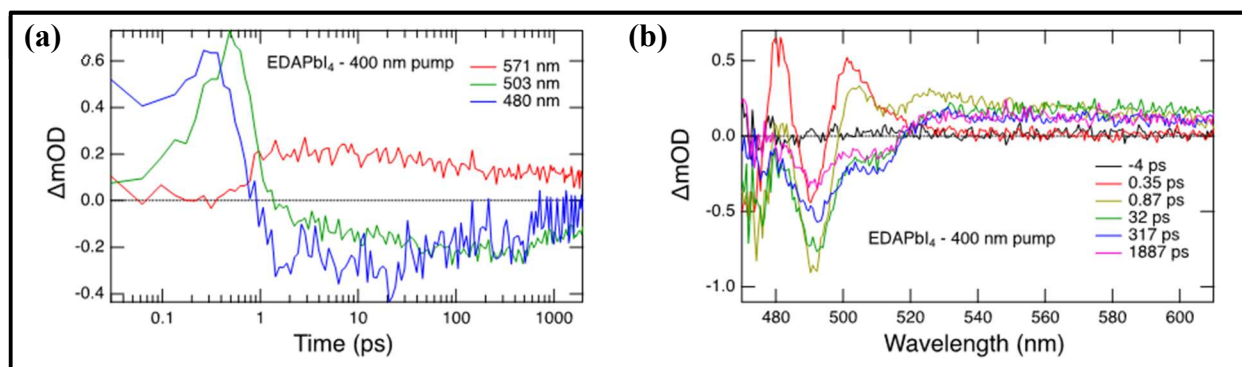 (a)
0.6
0.4
0.2
0.0
-0.2
-0.4
ΔmOD
EDAPbI₄ - 400 nm pump
571 nm
503 nm
480 nm
0.1 1 10 100 1000
Time (ps)
(b)
0.5
0.0
-0.5
-1.0
ΔmOD
-4 ps
0.35 ps
0.87 ps
32 ps
317 ps
1887 ps
EDAPbI₄ - 400 nm pump
480 500 520 540 560 580 600
Wavelength (nm)